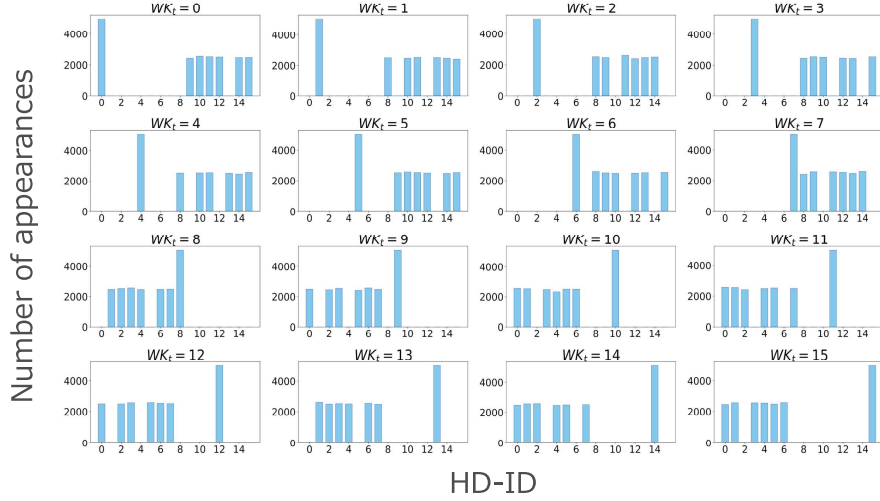 WK_t = 0 WK_t = 1 WK_t = 2 WK_t = 3
4000 4000 4000 4000
2000 2000 2000 2000
0 0 0 0
0 2 4 6 8 10 12 14 0 2 4 6 8 10 12 14 0 2 4 6 8 10 12 14 0 2 4 6 8 10 12 14
WK_t = 4 WK_t = 5 WK_t = 6 WK_t = 7
4000 4000 4000 4000
2000 2000 2000 2000
0 0 0 0
0 2 4 6 8 10 12 14 0 2 4 6 8 10 12 14 0 2 4 6 8 10 12 14 0 2 4 6 8 10 12 14
Number of appearances
WK_t = 8 WK_t = 9 WK_t = 10 WK_t = 11
4000 4000 4000 4000
2000 2000 2000 2000
0 0 0 0
0 2 4 6 8 10 12 14 0 2 4 6 8 10 12 14 0 2 4 6 8 10 12 14 0 2 4 6 8 10 12 14
WK_t = 12 WK_t = 13 WK_t = 14 WK_t = 15
4000 4000 4000 4000
2000 2000 2000 2000
0 0 0 0
0 2 4 6 8 10 12 14 0 2 4 6 8 10 12 14 0 2 4 6 8 10 12 14 0 2 4 6 8 10 12 14
HD-ID